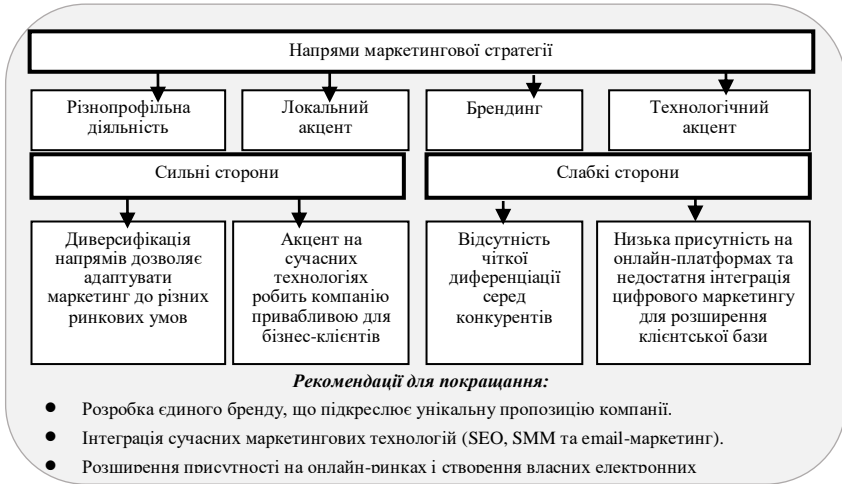 Напрями маркетингової стратегії
Різнопрофільна
діяльність
Локальний
акцент
Брендинг
Технологічний
акцент
Сильні сторони
Слабкі сторони
Диверсифікація
напрямів дозволяє
адаптувати
маркетинг до різних
ринкових умов
Акцент на
сучасних
технологіях
робить компанію
привабливою для
бізнес-клієнтів
Відсутність
чіткої
диференціації
серед
конкурентів
Низька присутність на
онлайн-платформах та
недостатня інтеграція
цифрового маркетингу
для розширення
клієнтської бази
Рекомендації для покращання:
● Розробка єдиного бренду, що підкреслює унікальну пропозицію компанії.
● Інтеграція сучасних маркетингових технологій (SEO, SMM та email-маркетинг).
● Розширення присутності на онлайн-ринках і створення власних електронних